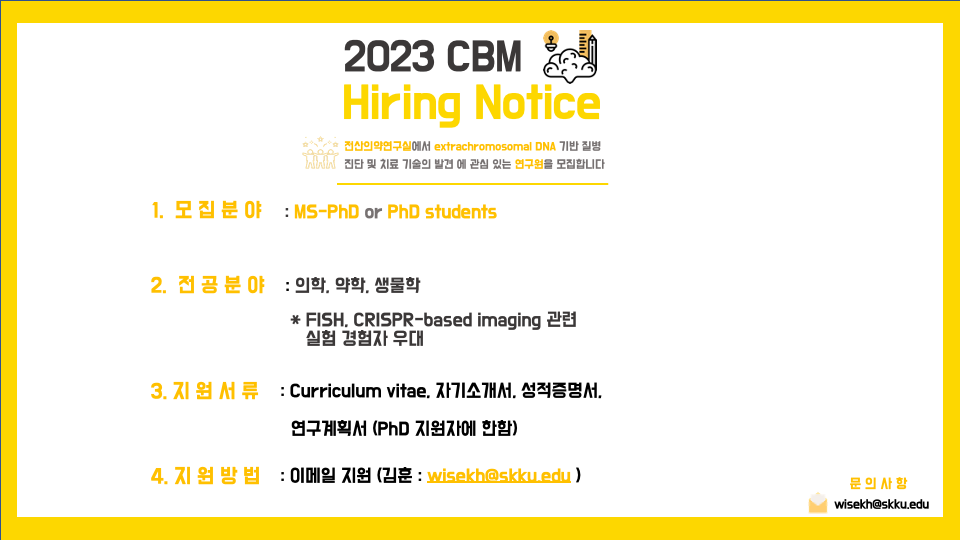 2023 CBM
Hiring Notice
전신의약연구실에서 extrachromosomal DNA 기반 질병
진단 및 치료 기술의 발견 에 관심 있는 연구원을 모집합니다
1. 모 집 분 야 : MS-PhD or PhD students
2. 전 공 분 야 : 의학, 약학, 생물학
* FISH, CRISPR-based imaging 관련
실험 경험자 우대
3. 지 원 서 류 : Curriculum vitae, 자기소개서, 성적증명서,
연구계획서 (PhD 지원자에 한함)
4. 지 원 방 법 : 이메일 지원 (김훈 : wisekh@skku.edu )
문 의 사 항
wisekh@skku.edu